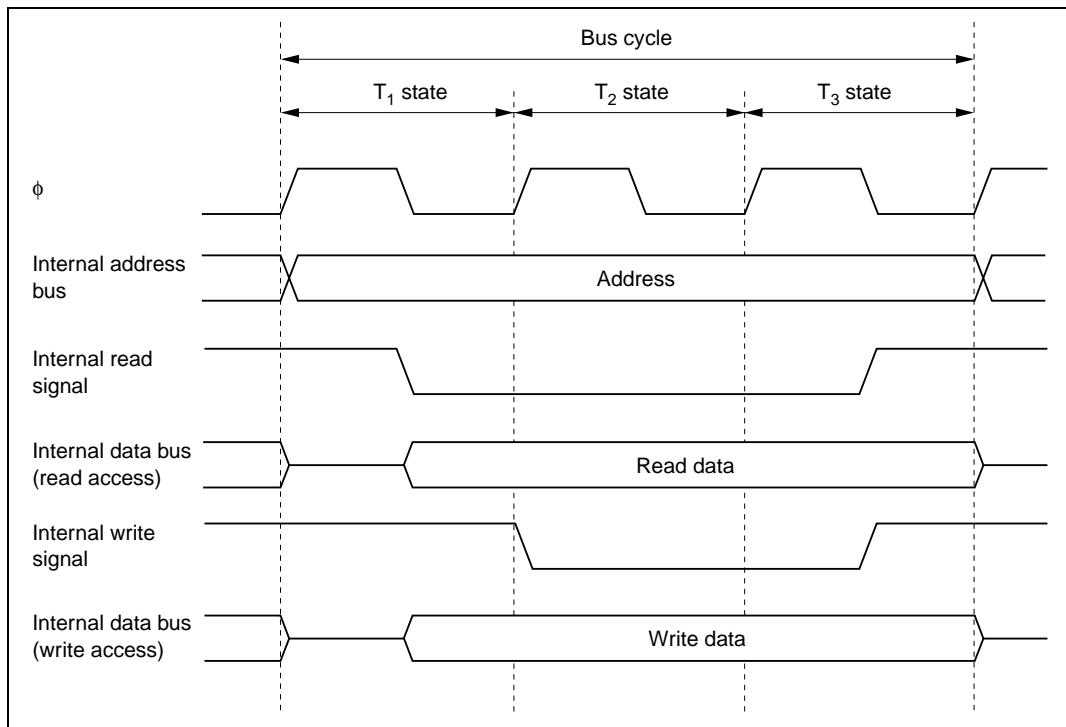 Bus cycle
T₁ state
T₂ state
T₃ state
ϕ
Internal address
bus
Address
Internal read
signal
Internal data bus
(read access)
Read data
Internal write
signal
Internal data bus
(write access)
Write data